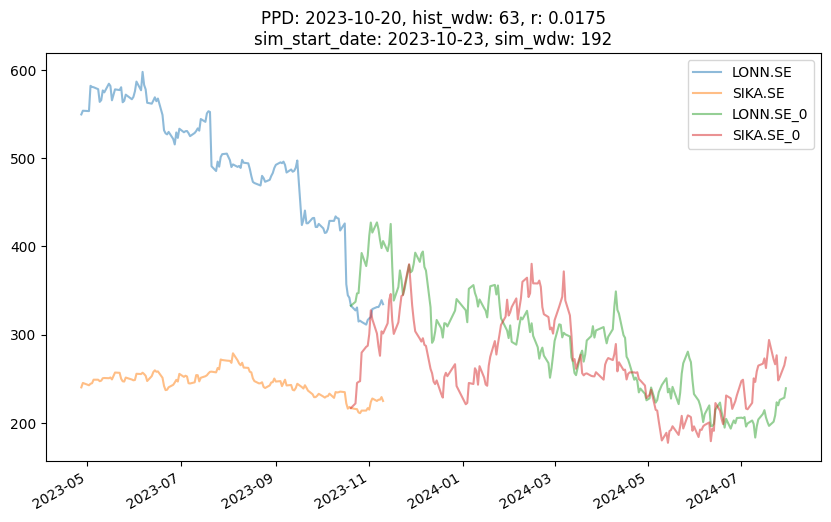 PPD: 2023-10-20, hist_wdw: 63, r: 0.0175
sim_start_date: 2023-10-23, sim_wdw: 192
LONN.SE
SIKA.SE
LONN.SE_0
SIKA.SE_0
600
500
400
300
200
2023-05
2023-07
2023-09
2023-11
2024-01
2024-03
2024-05
2024-07